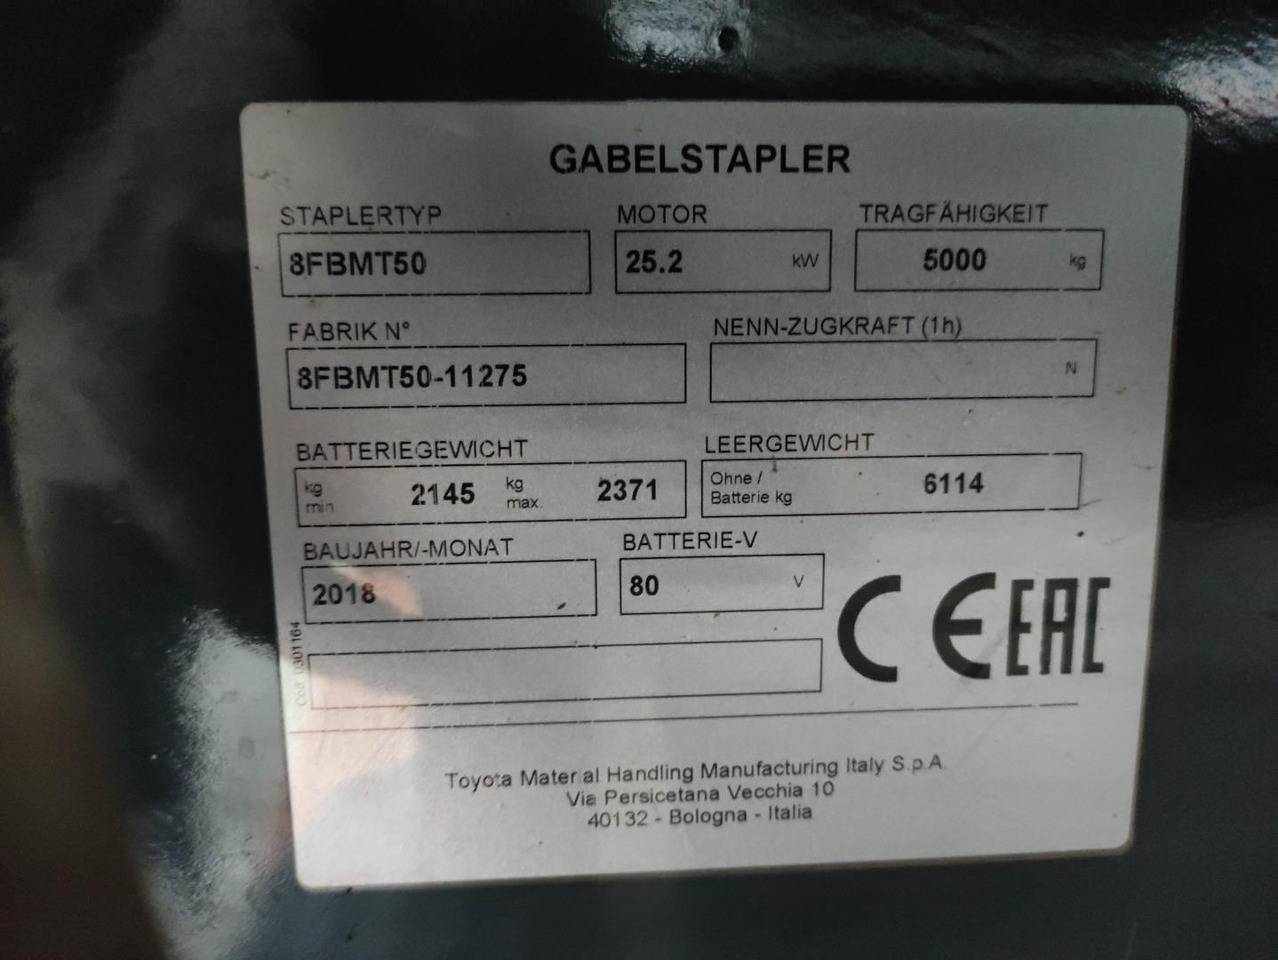 GABELSTAPLER
STAPLERTYP MOTOR TRAGFÄHIGKEIT
8FBMT50 25.2 kW 5000 kg
FABRIK N° NENN-ZUGKRAFT (1h)
8FBMT50-11275 N
BATTERIEGEWICHT LEERGEWICHT
kg min. 2145 kg max. 2371 Ohne / Batterie kg 6114
BAUJAHR/-MONAT BATTERIE-V
2018 80 V
CE EAC
Cod. 0301164
Toyota Material Handling Manufacturing Italy S.p.A.
Via Persicetana Vecchia 10
40132 - Bologna - Italia